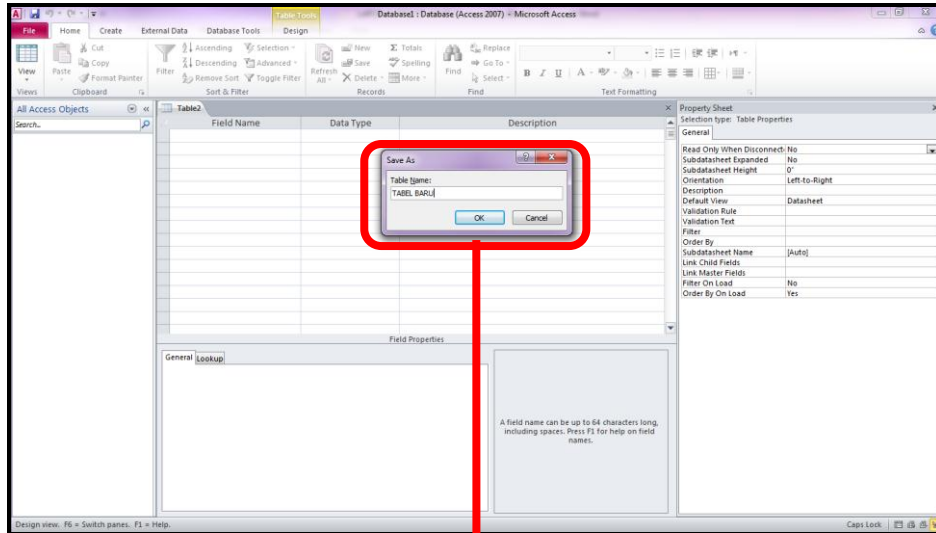 Table Tools
Database1 : Database (Access 2007) - Microsoft Access
File Home Create External Data Database Tools Design
View
Paste
Cut
Copy
Format Painter
Filter
Ascending
Descending
Remove Sort
Selection
Advanced
Toggle Filter
Refresh All
New
Save
Delete
Totals
Spelling
More
Find
Replace
Go To
Select
B I U A
Views Clipboard Sort & Filter Records Find Text Formatting
All Access Objects
Search..
Table2
Field Name Data Type Description
Save As
Table Name:
TABEL BARU
OK Cancel
Field Properties
General Lookup
A field name can be up to 64 characters long,
including spaces. Press F1 for help on field
names.
Property Sheet
Selection type: Table Properties
General
Read Only When Disconnect No
Subdatasheet Expanded No
Subdatasheet Height 0"
Orientation Left-to-Right
Description
Default View Datasheet
Validation Rule
Validation Text
Filter
Order By
Subdatasheet Name [Auto]
Link Child Fields
Link Master Fields
Filter On Load No
Order By On Load Yes
Design view. F6 = Switch panes. F1 = Help.
Caps Lock